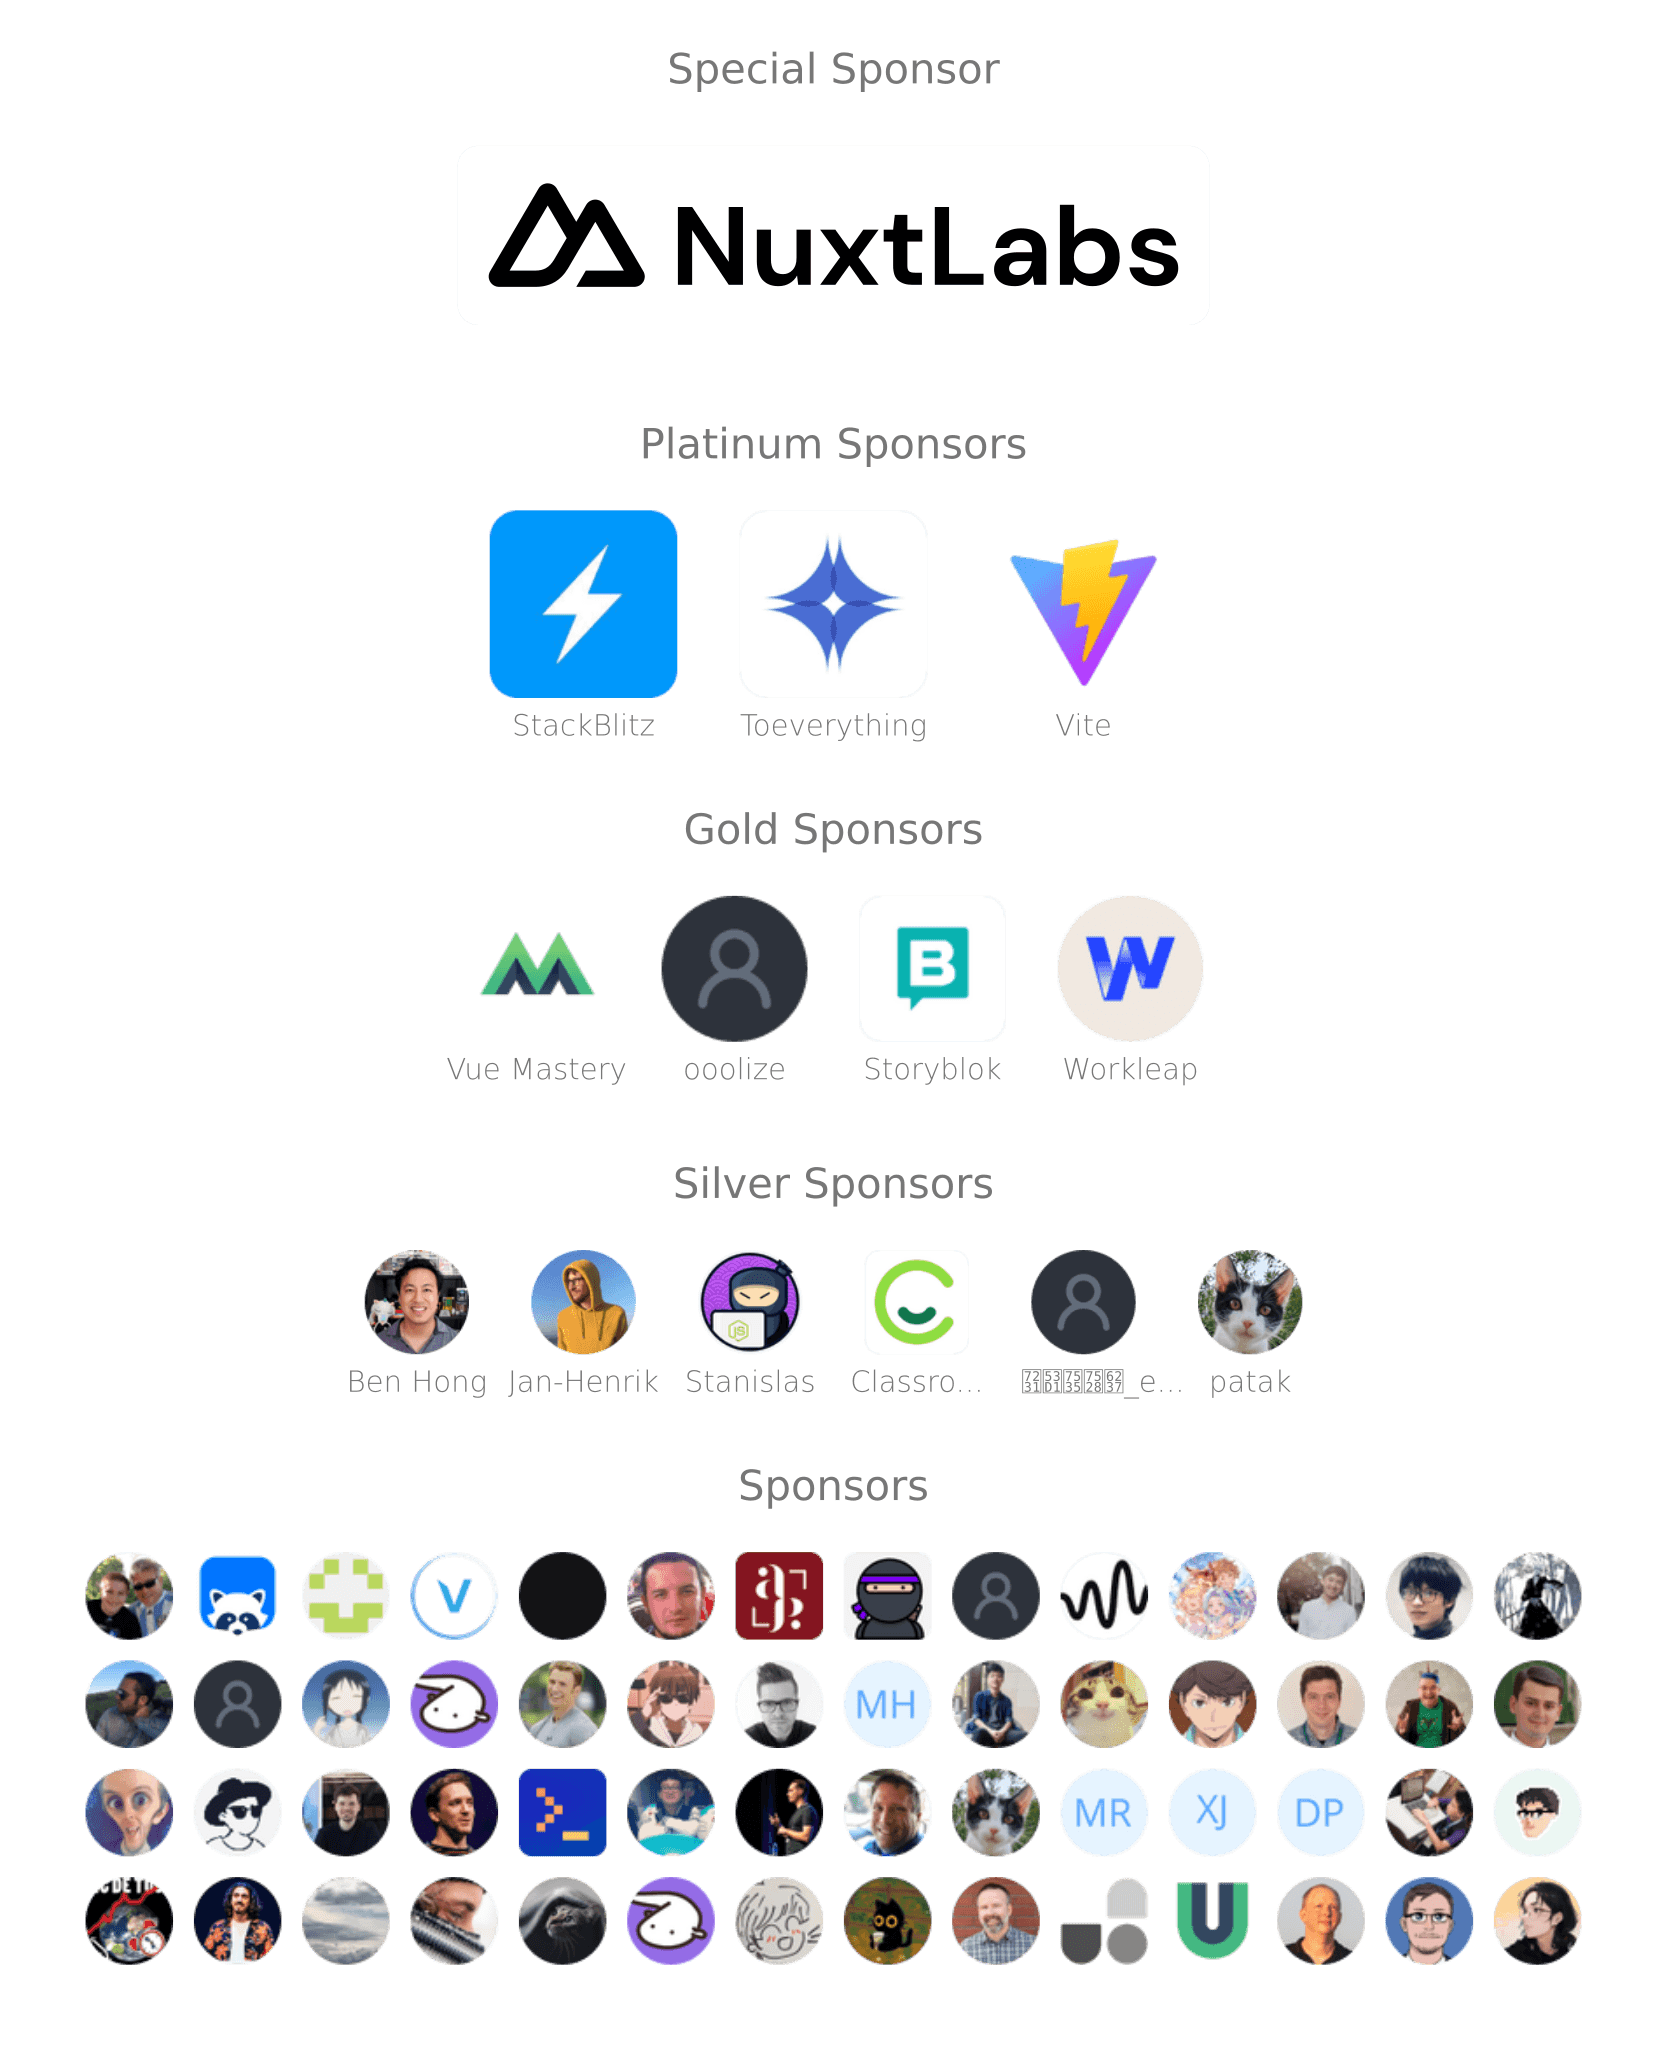 Special Sponsor
NuxtLabs
Platinum Sponsors
StackBlitz Toeverything Vite
Gold Sponsors
B W
Vue Mastery ooolize Storyblok Workleap
Silver Sponsors
JS
Ben Hong Jan-Henrik Stanislas Classro... _e... patak
Sponsors
V
MH
MR XJ DP
U